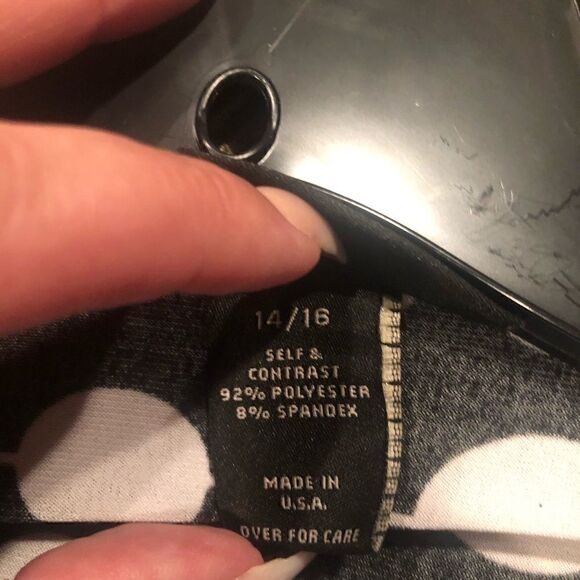 14/16
SELF &
CONTRAST
92% POLYESTER
8% SPANDEX
MADE IN
U.S.A.
OVER FOR CARE